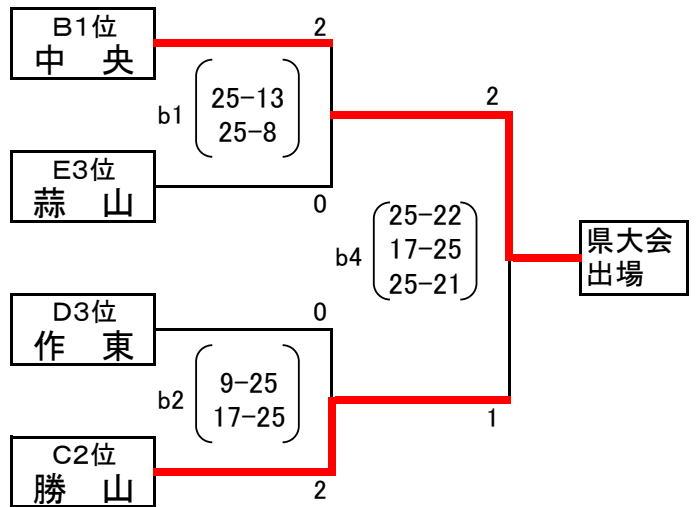 B1位
中　央
2
b1
25-13
25-8
2
E3位
蒜　山
0
b4
25-22
17-25
25-21
県大会
出場
D3位
作　東
0
b2
9-25
17-25
1
C2位
勝　山
2